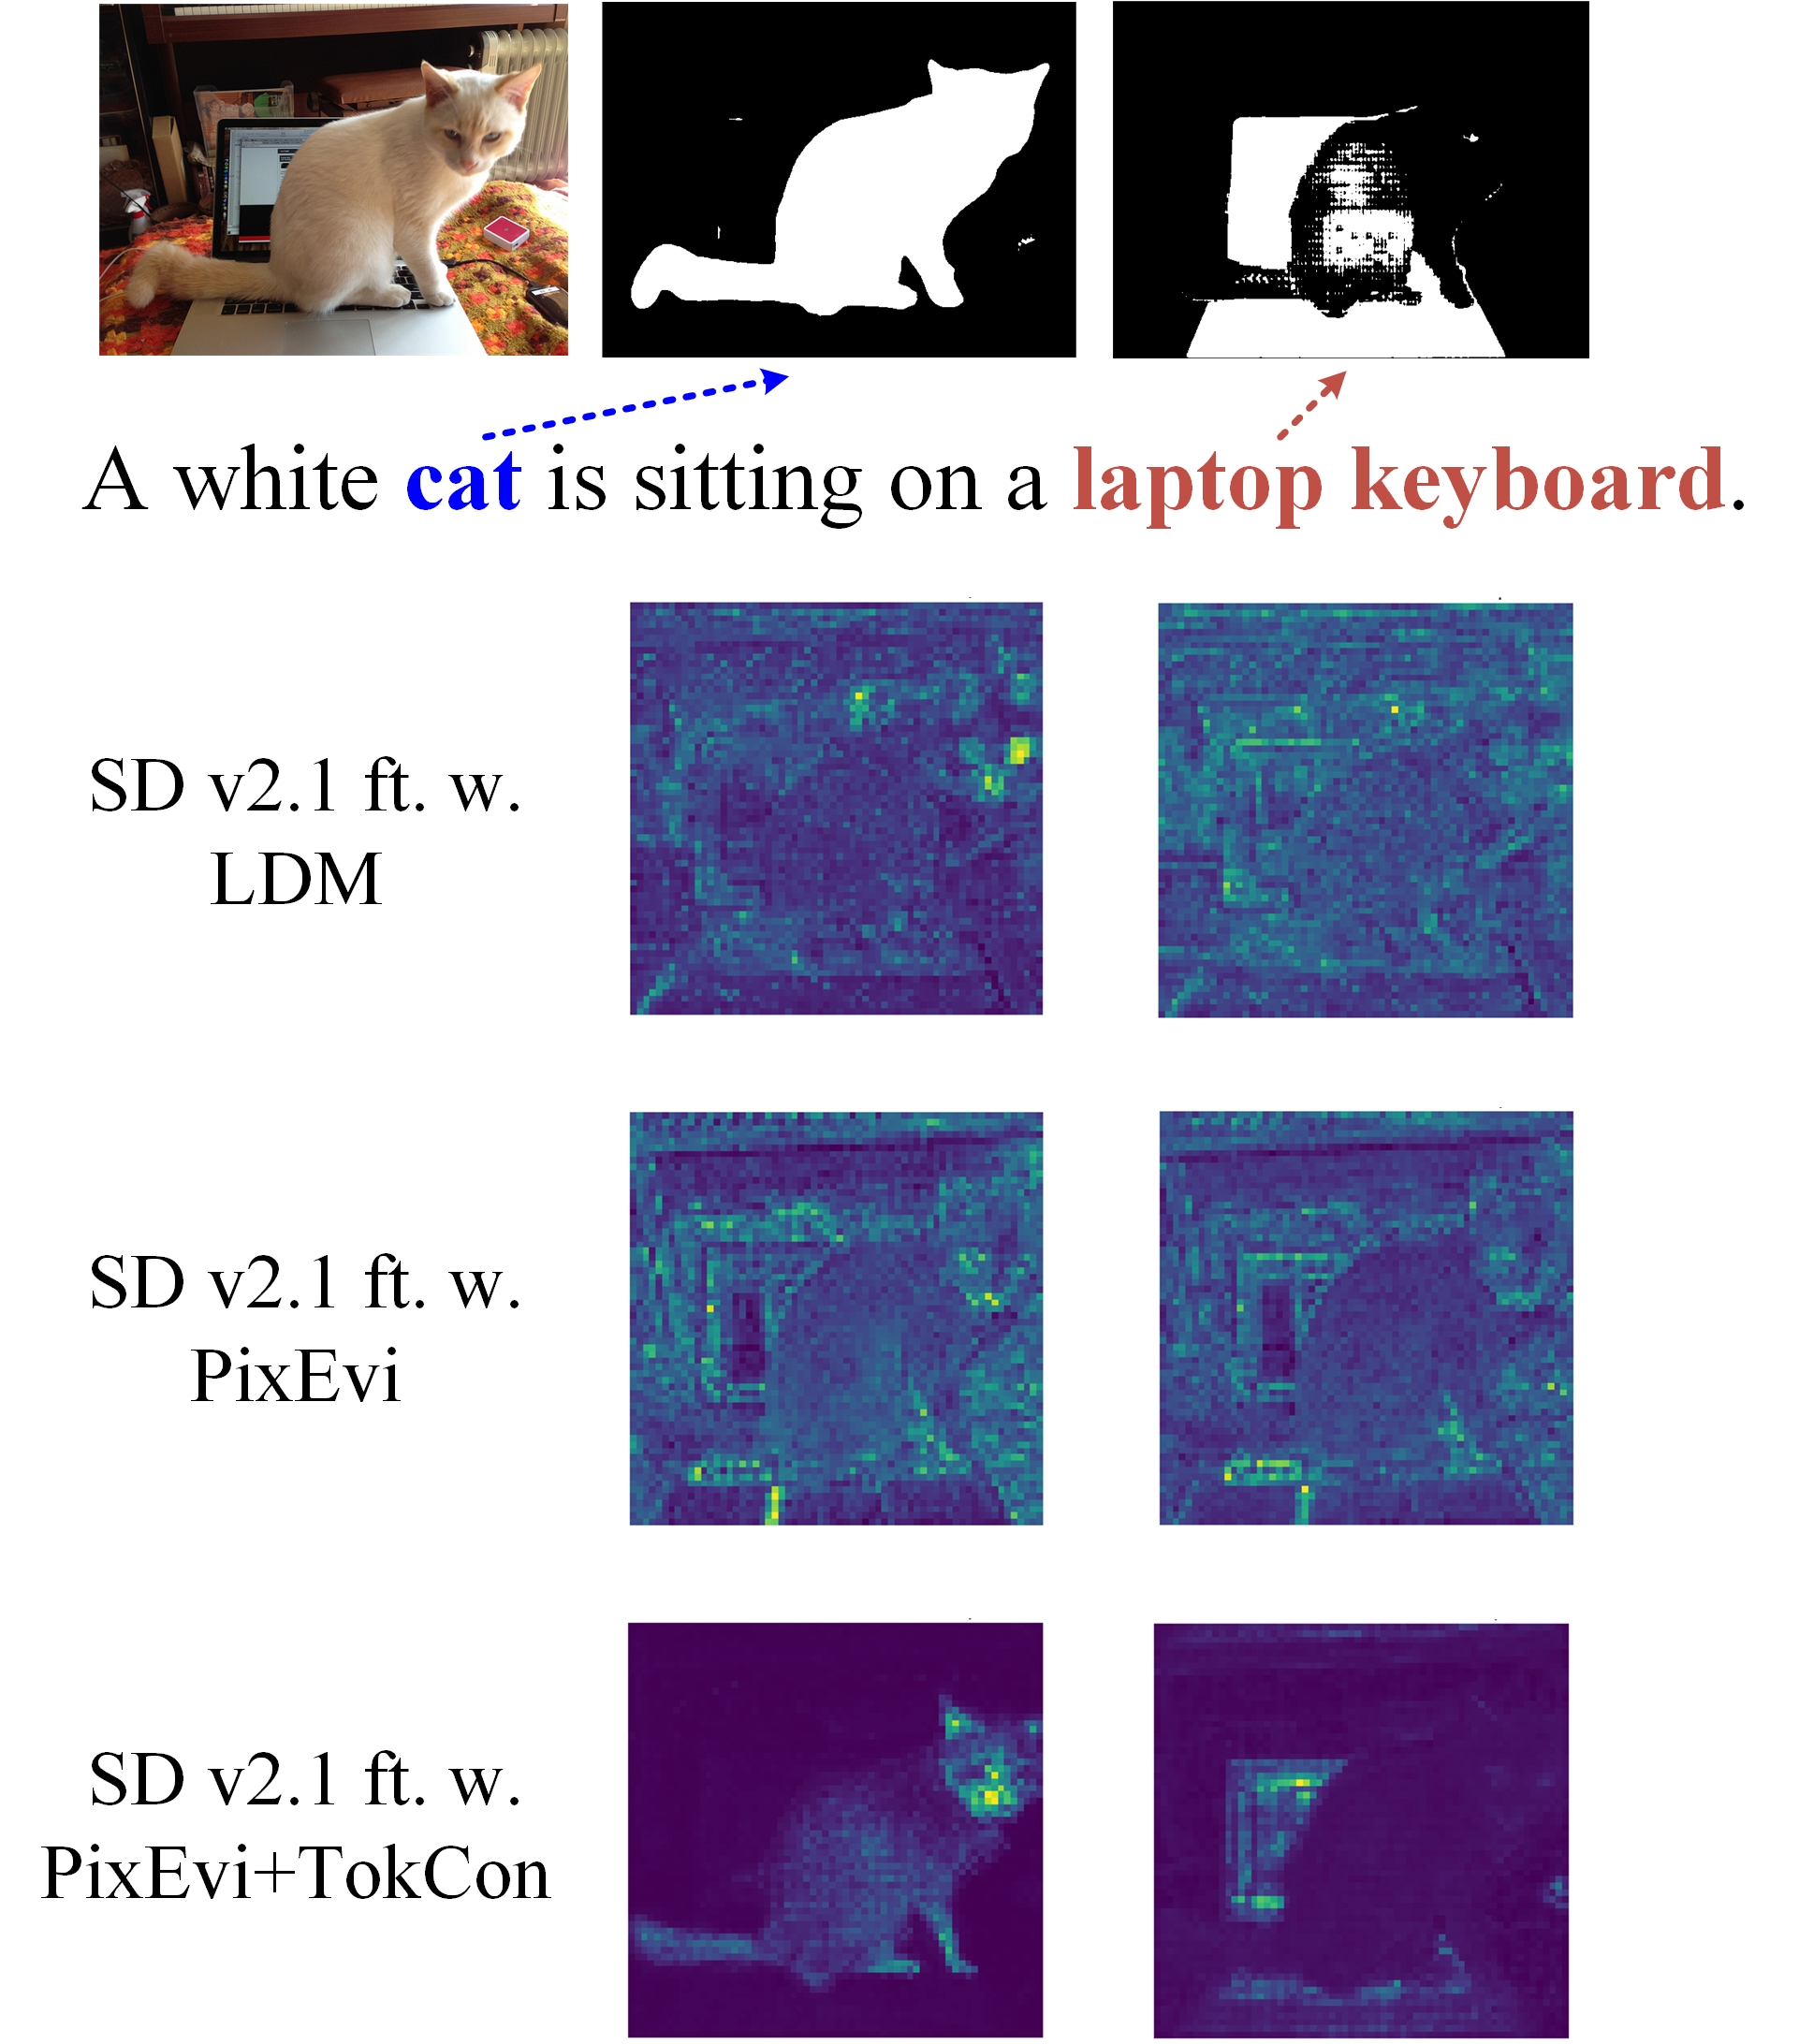 A white cat is sitting on a laptop keyboard.
SD v2.1 ft. w.
LDM
SD v2.1 ft. w.
PixEvi
SD v2.1 ft. w.
PixEvi+TokCon